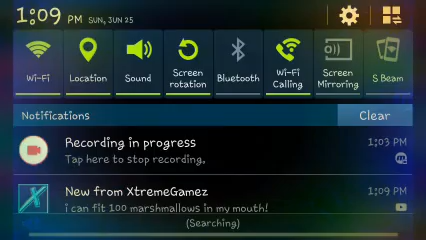 1:09 PM SUN, JUN 25
Wi-Fi Location Sound Screen rotation Bluetooth Wi-Fi Calling Screen Mirroring S Beam
Notifications Clear
Recording in progress 1:03 PM
Tap here to stop recording.
New from XtremeGamez 1:09 PM
i can fit 100 marshmallows in my mouth!
(Searching)